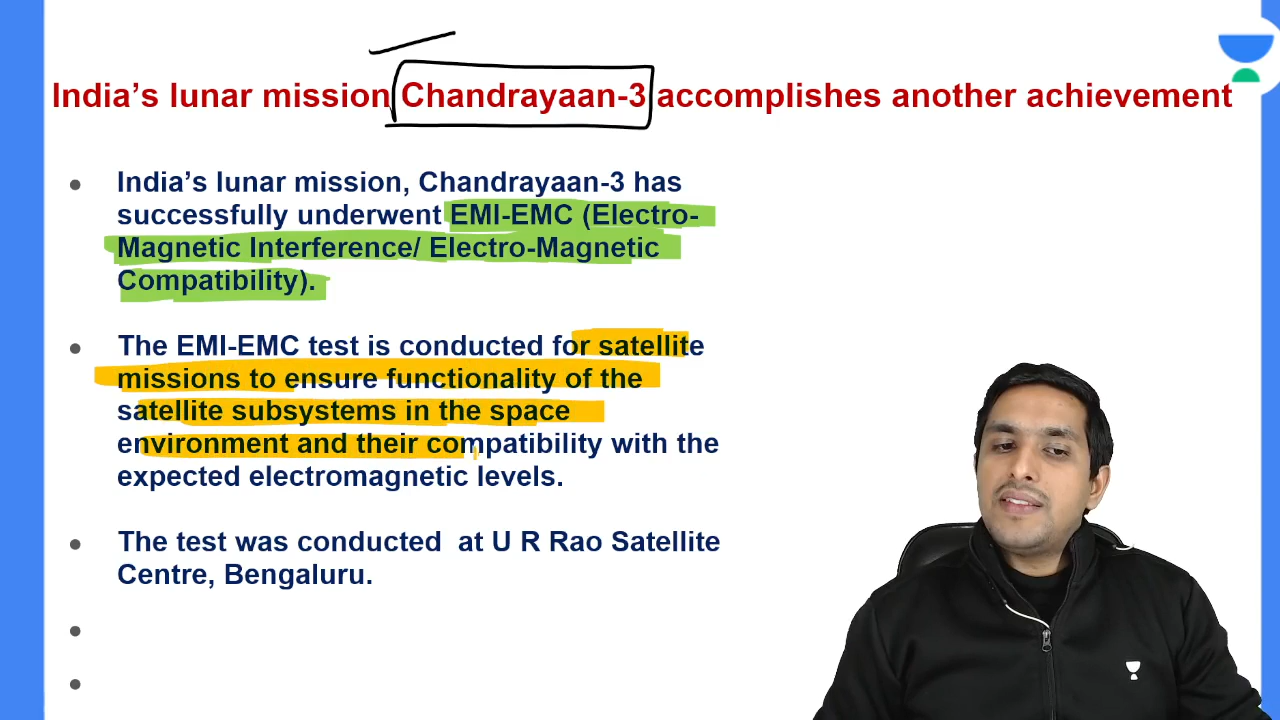 India’s lunar mission Chandrayaan-3 accomplishes another achievement
India’s lunar mission, Chandrayaan-3 has
successfully underwent EMI-EMC (Electro-
Magnetic Interference/ Electro-Magnetic
Compatibility).
The EMI-EMC test is conducted for satellite
missions to ensure functionality of the
satellite subsystems in the space
environment and their compatibility with the
expected electromagnetic levels.
The test was conducted  at U R Rao Satellite
Centre, Bengaluru.